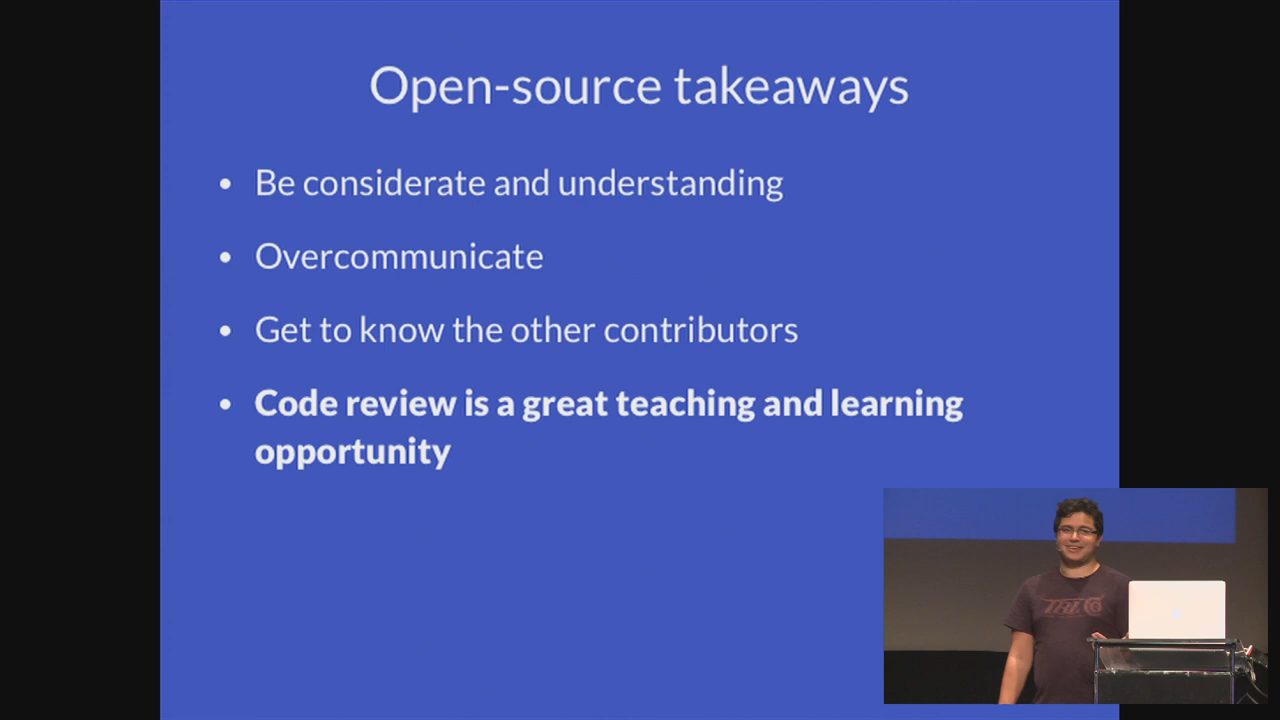 Open-source takeaways
• Be considerate and understanding
• Overcommunicate
• Get to know the other contributors
• Code review is a great teaching and learning
opportunity